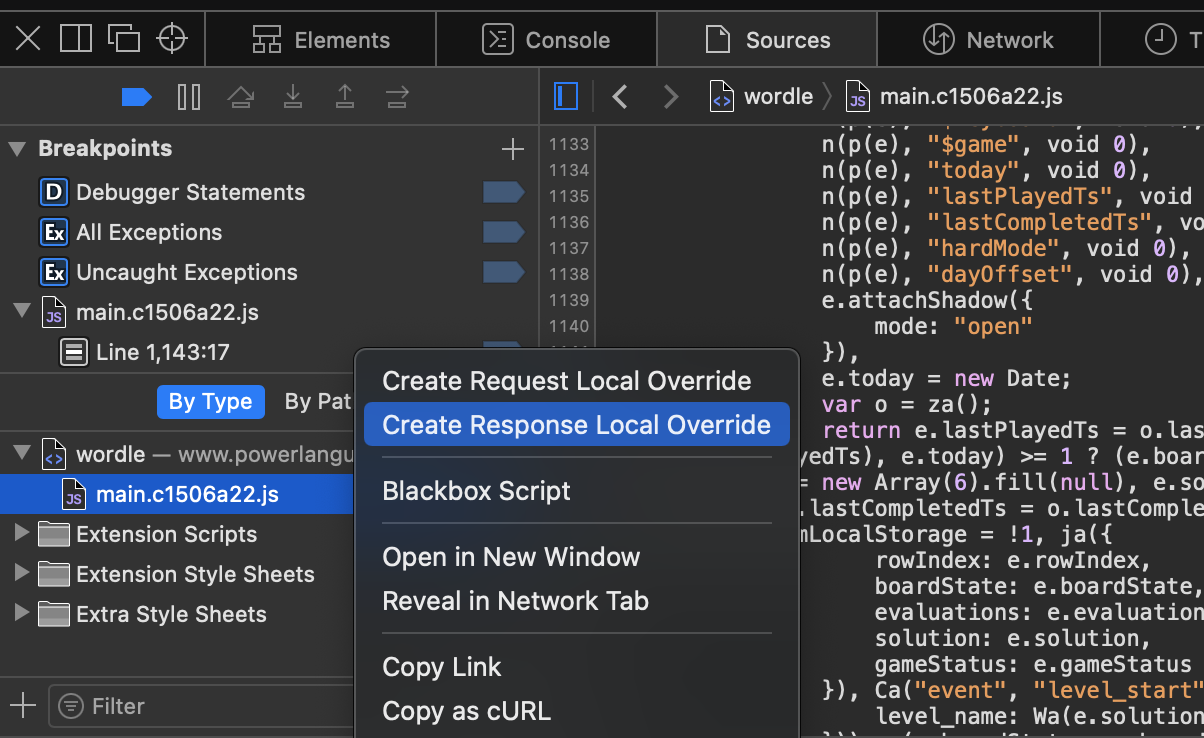 Elements
Console
Sources
Network
T
wordle
main.c1506a22.js
Breakpoints
D Debugger Statements
Ex All Exceptions
Ex Uncaught Exceptions
JS main.c1506a22.js
Line 1,143:17
By Type By Pat
wordle — www.powerlangu
JS main.c1506a22.js
Extension Scripts
Extension Style Sheets
Extra Style Sheets
Filter
Create Request Local Override
Create Response Local Override
Blackbox Script
Open in New Window
Reveal in Network Tab
Copy Link
Copy as cURL
1133 n(p(e), "$game", void 0),
1134 n(p(e), "today", void 0),
1135 n(p(e), "lastPlayedTs", void
1136 n(p(e), "lastCompletedTs", vo
1137 n(p(e), "hardMode", void 0),
1138 n(p(e), "dayOffset", void 0),
1139 e.attachShadow({
1140 mode: "open"
}),
e.today = new Date;
var o = za();
return e.lastPlayedTs = o.las
yedTs), e.today) >= 1 ? (e.boar
= new Array(6).fill(null), e.so
.lastCompletedTs = o.lastComple
mLocalStorage = !1, ja({
rowIndex: e.rowIndex,
boardState: e.boardState,
evaluations: e.evaluation
solution: e.solution,
gameStatus: e.gameStatus
}), Ca("event", "level_start"
level_name: Wa(e.solution